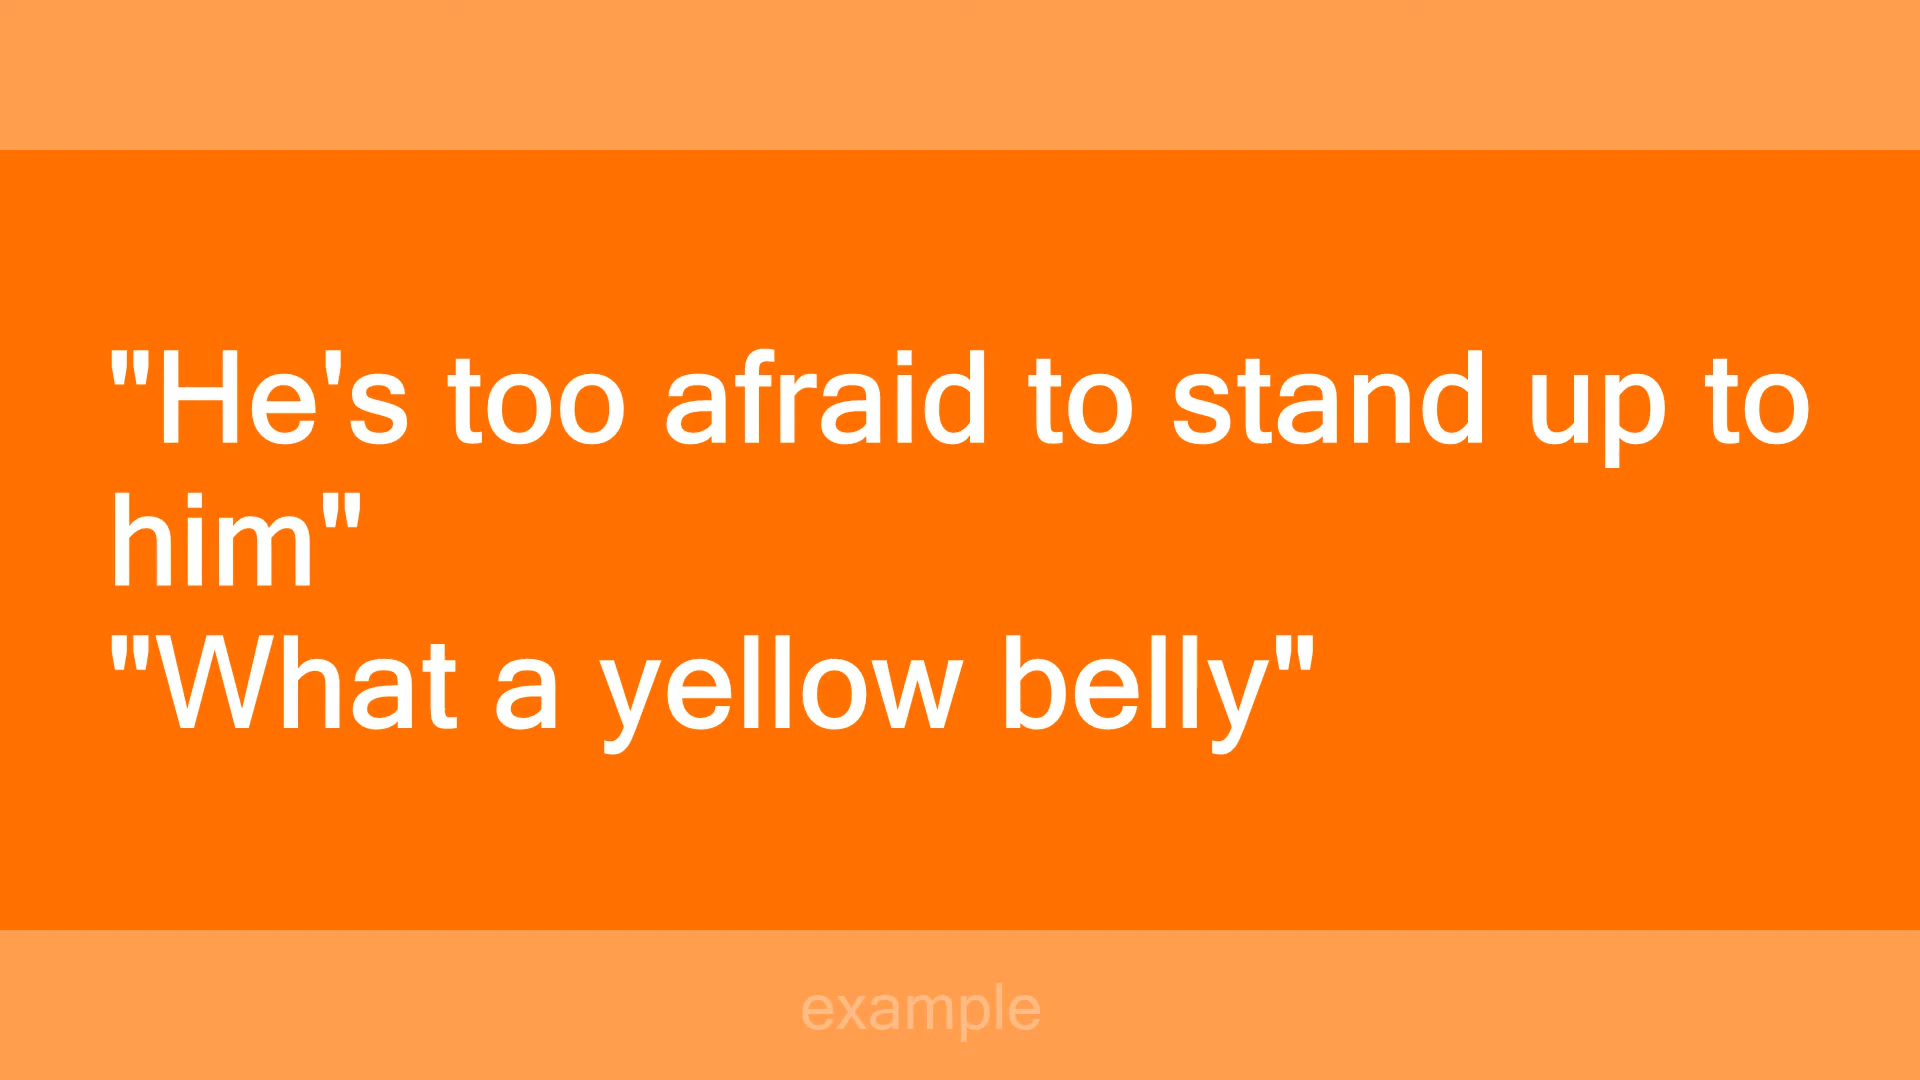 "He's too afraid to stand up to
him"
"What a yellow belly"
example